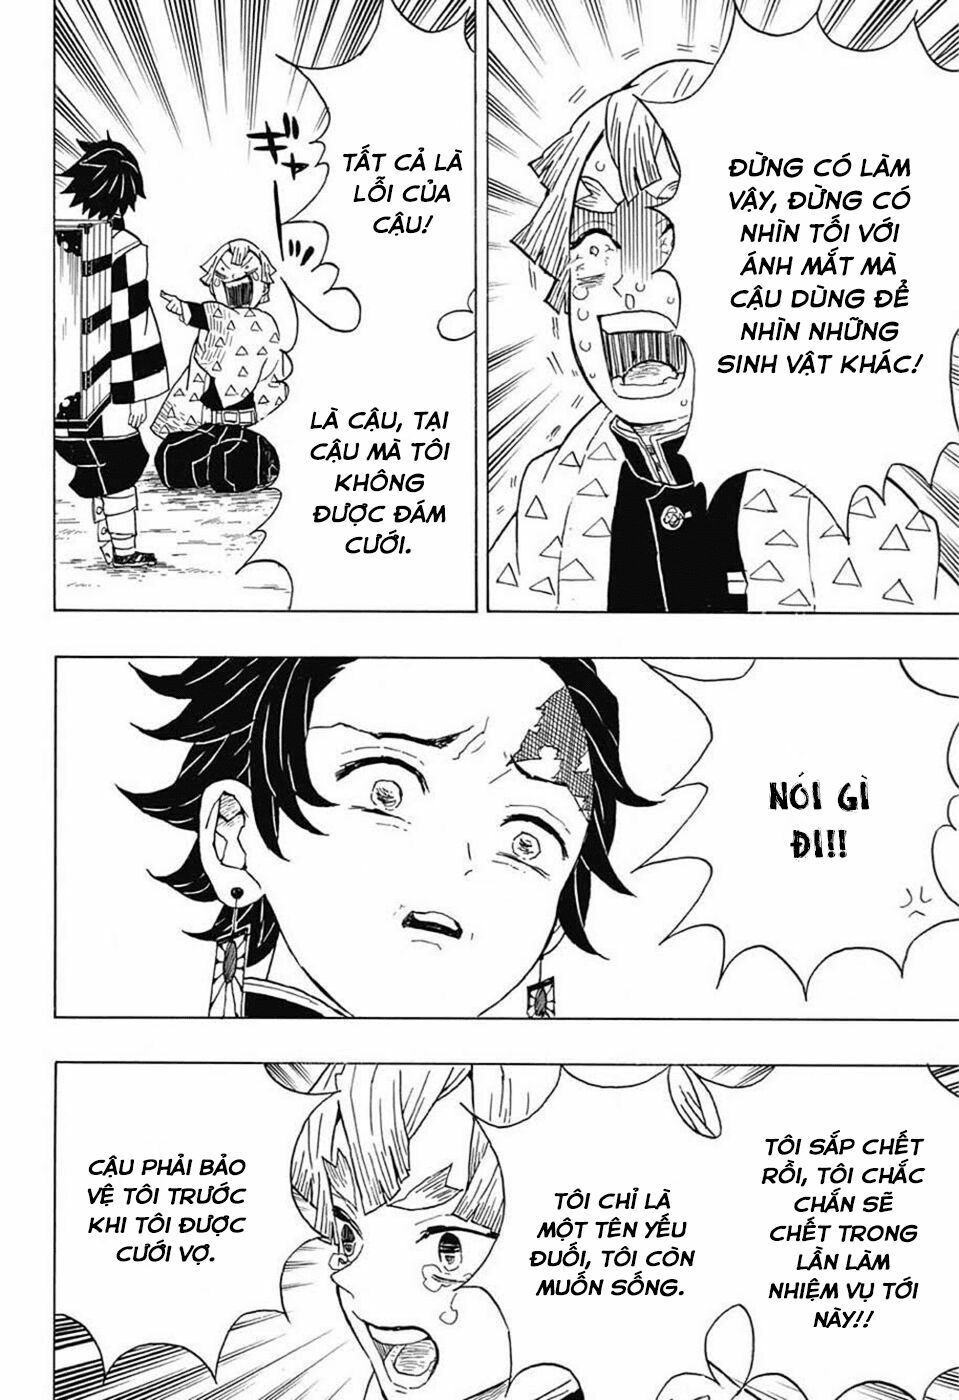 ĐỪNG CÓ LÀM
VẬY, ĐỪNG CÓ
NHÌN TỐI VỚI
ÁNH MẮT MÀ
CẬU DÙNG ĐỂ
NHÌN NHỮNG
SINH VẬT KHÁC!
TẤT CẢ LÀ
LỖI CỦA
CẬU!
LÀ CẬU, TẠI
CẬU MÀ TÔI
KHÔNG
ĐƯỢC ĐÁM
CƯỚI.
NÓI GÌ
ĐI!!
TÔI SẮP CHẾT
RỒI, TÔI CHẮC
CHẮN SẼ
CHẾT TRONG
LẦN LÀM
NHIỆM VỤ TỚI
NÀY!!
TÔI CHỈ LÀ
MỘT TÊN YẾU
ĐUỐI, TÔI CÒN
MUỐN SỐNG.
CẬU PHẢI BẢO
VỆ TÔI TRƯỚC
KHI TÔI ĐƯỢC
CƯỚI VỢ.